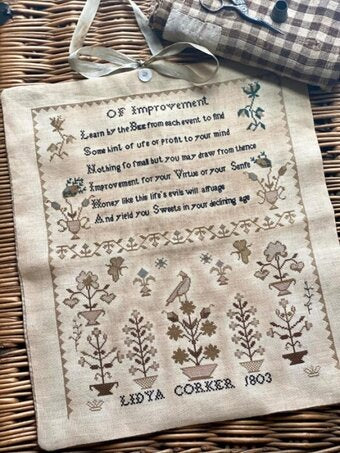 OF Improvement
Learn by the Bee from each event to find
Some hint of use or profit to your mind
Nothing so small but you may draw from thence
Improvement for your Virtue or your Sense
Honey like this life's evils will assuage
And yield you Sweets in your declining age
LIDYA CORKER 1803